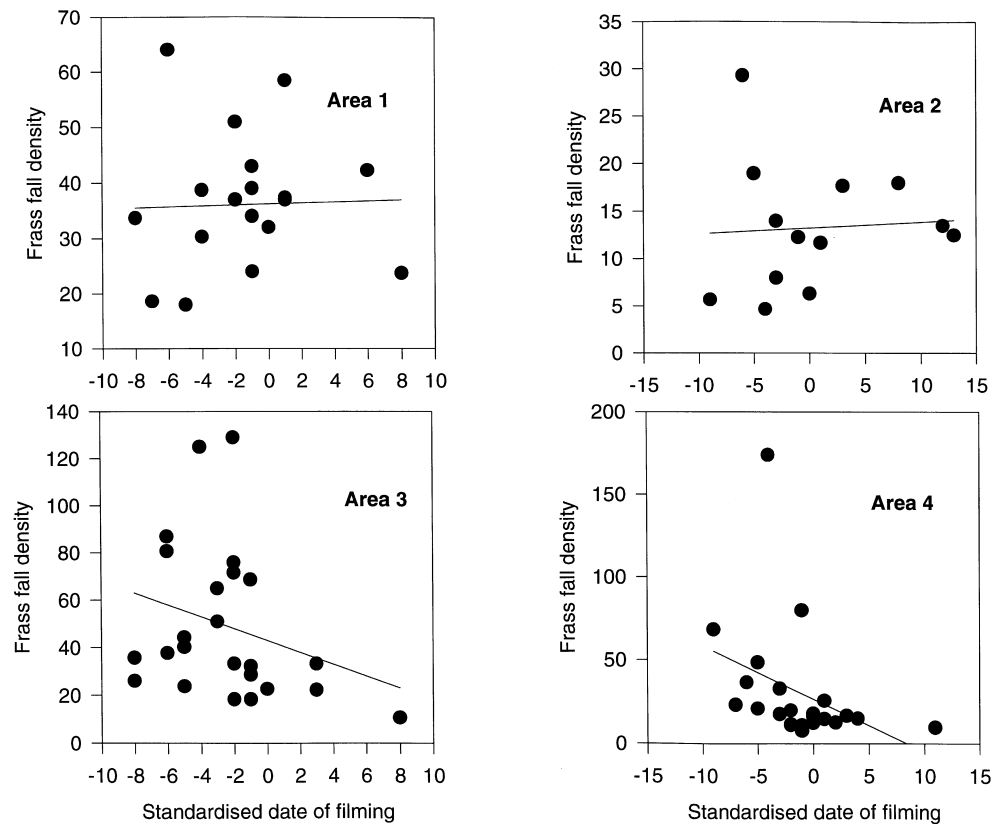 70
60
50
40
30
20
10
Frass fall density
Area 1
-10 -8 -6 -4 -2 0 2 4 6 8 10
35
30
25
20
15
10
5
0
Frass fall density
Area 2
-15 -10 -5 0 5 10 15
140
120
100
80
60
40
20
0
Frass fall density
Area 3
-10 -8 -6 -4 -2 0 2 4 6 8 10
Standardised date of filming
200
150
100
50
0
Frass fall density
Area 4
-15 -10 -5 0 5 10 15
Standardised date of filming